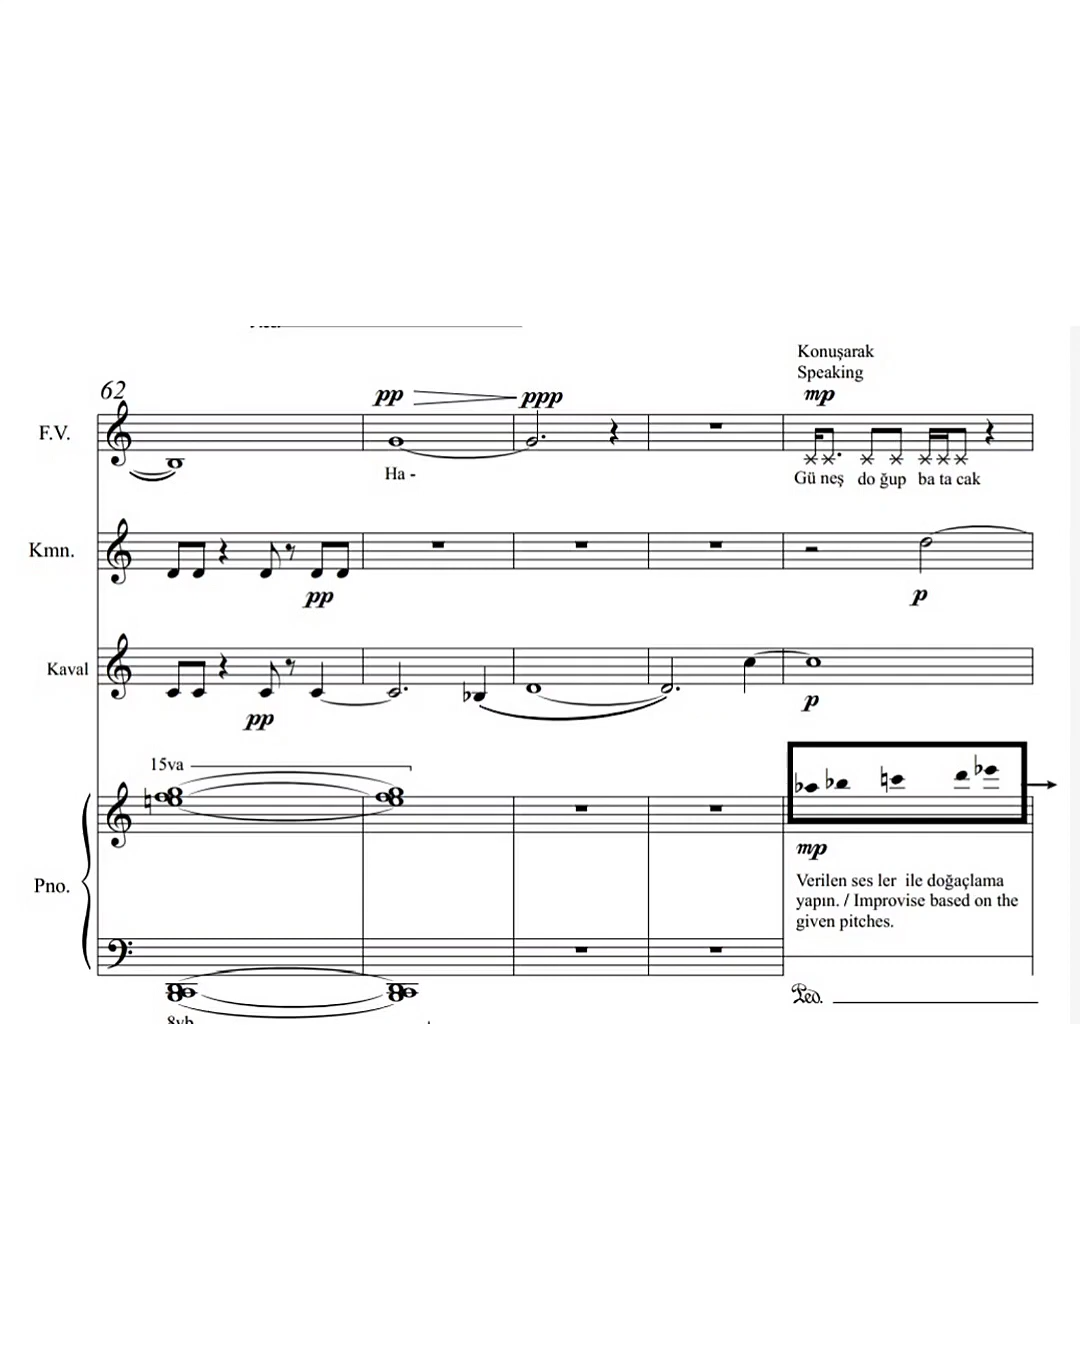 62
F.V.
pp
ppp
Konuşarak
Speaking
mp
Ha -
Gü neş do ğup ba ta cak
Kmn.
pp
p
Kaval
pp
p
15va
Pno.
mp
Verilen ses ler ile doğaçlama
yapın. / Improvise based on the
given pitches.
Ped.
8vb